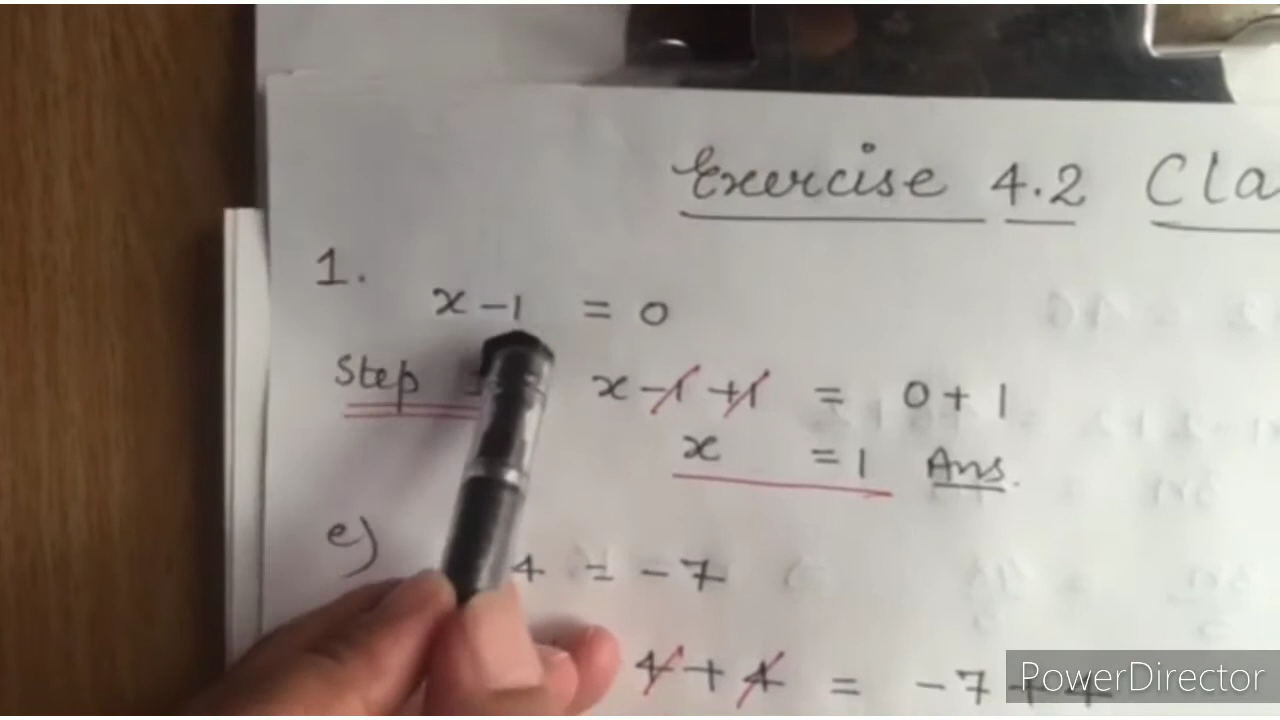 Exercise 4.2 Cla
1.
x - 1 = 0
Step
x - 1 + 1 = 0 + 1
x = 1 Ans.
e) 4 = -7
4 + 4 = -7 + 4
PowerDirector